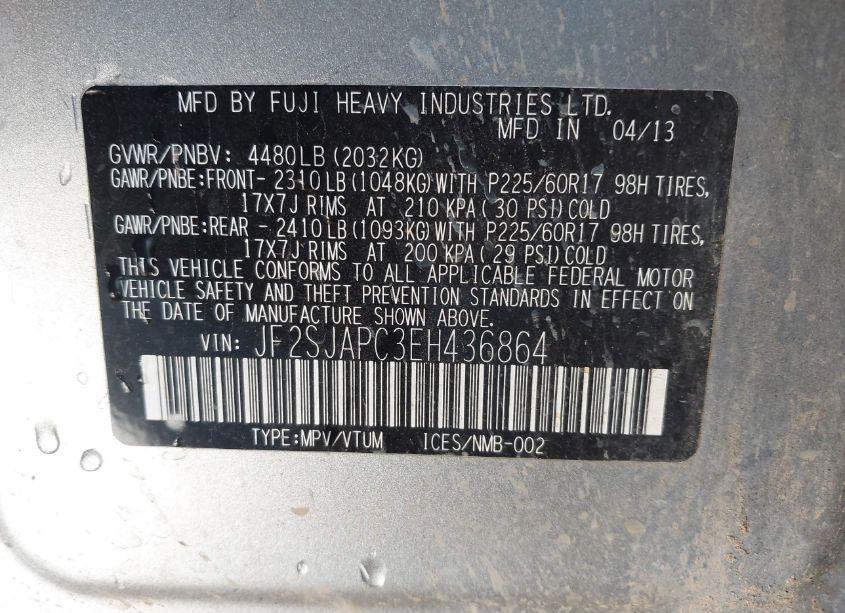 MFD BY FUJI HEAVY INDUSTRIES LTD.
MFD IN 04/13
GVWR/PNBV: 4480LB(2032KG)
GAWR/PNBE:FRONT- 2310LB(1048KG)WITH P225/60R17 98H TIRES,
17X7J RIMS AT 210 KPA(30 PSI)COLD
GAWR/PNBE:REAR - 2410LB(1093KG)WITH P225/60R17 98H TIRES,
17X7J RIMS AT 200 KPA(29 PSI)COLD
THIS VEHICLE CONFORMS TO ALL APPLICABLE FEDERAL MOTOR
VEHICLE SAFETY AND THEFT PREVENTION STANDARDS IN EFFECT ON
THE DATE OF MANUFACTURE SHOWN ABOVE.
VIN: JF2SJAPC3EH436864
TYPE:MPV/VTUM ICES/NMB-002